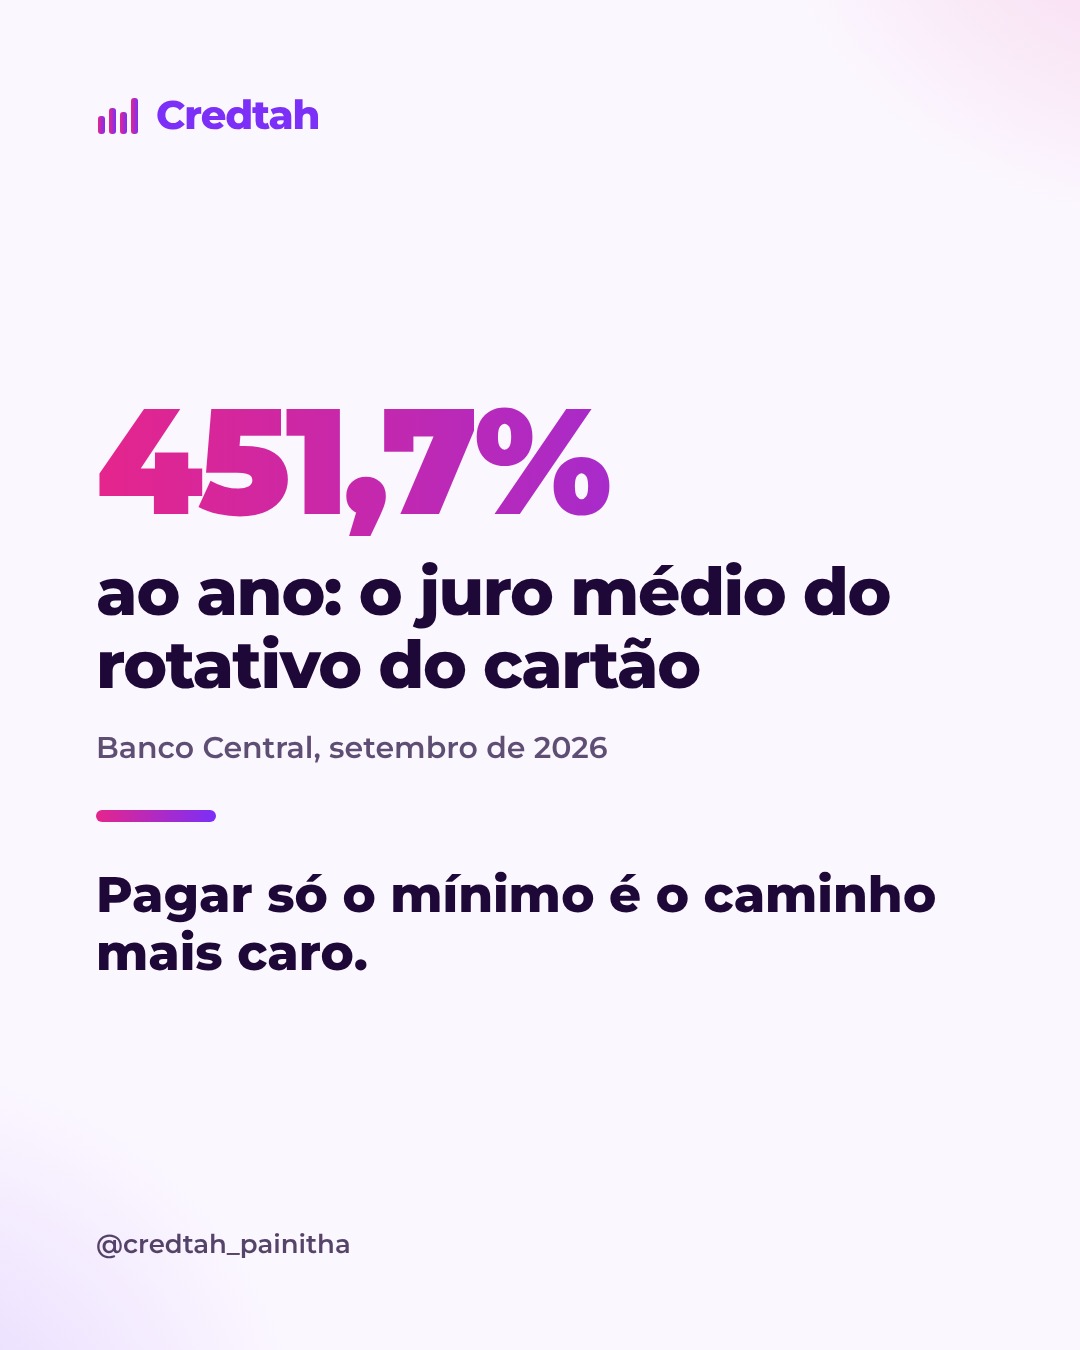 Credtah
451,7%
ao ano: o juro médio do
rotativo do cartão
Banco Central, setembro de 2026
Pagar só o mínimo é o caminho
mais caro.
@credtah_painitha